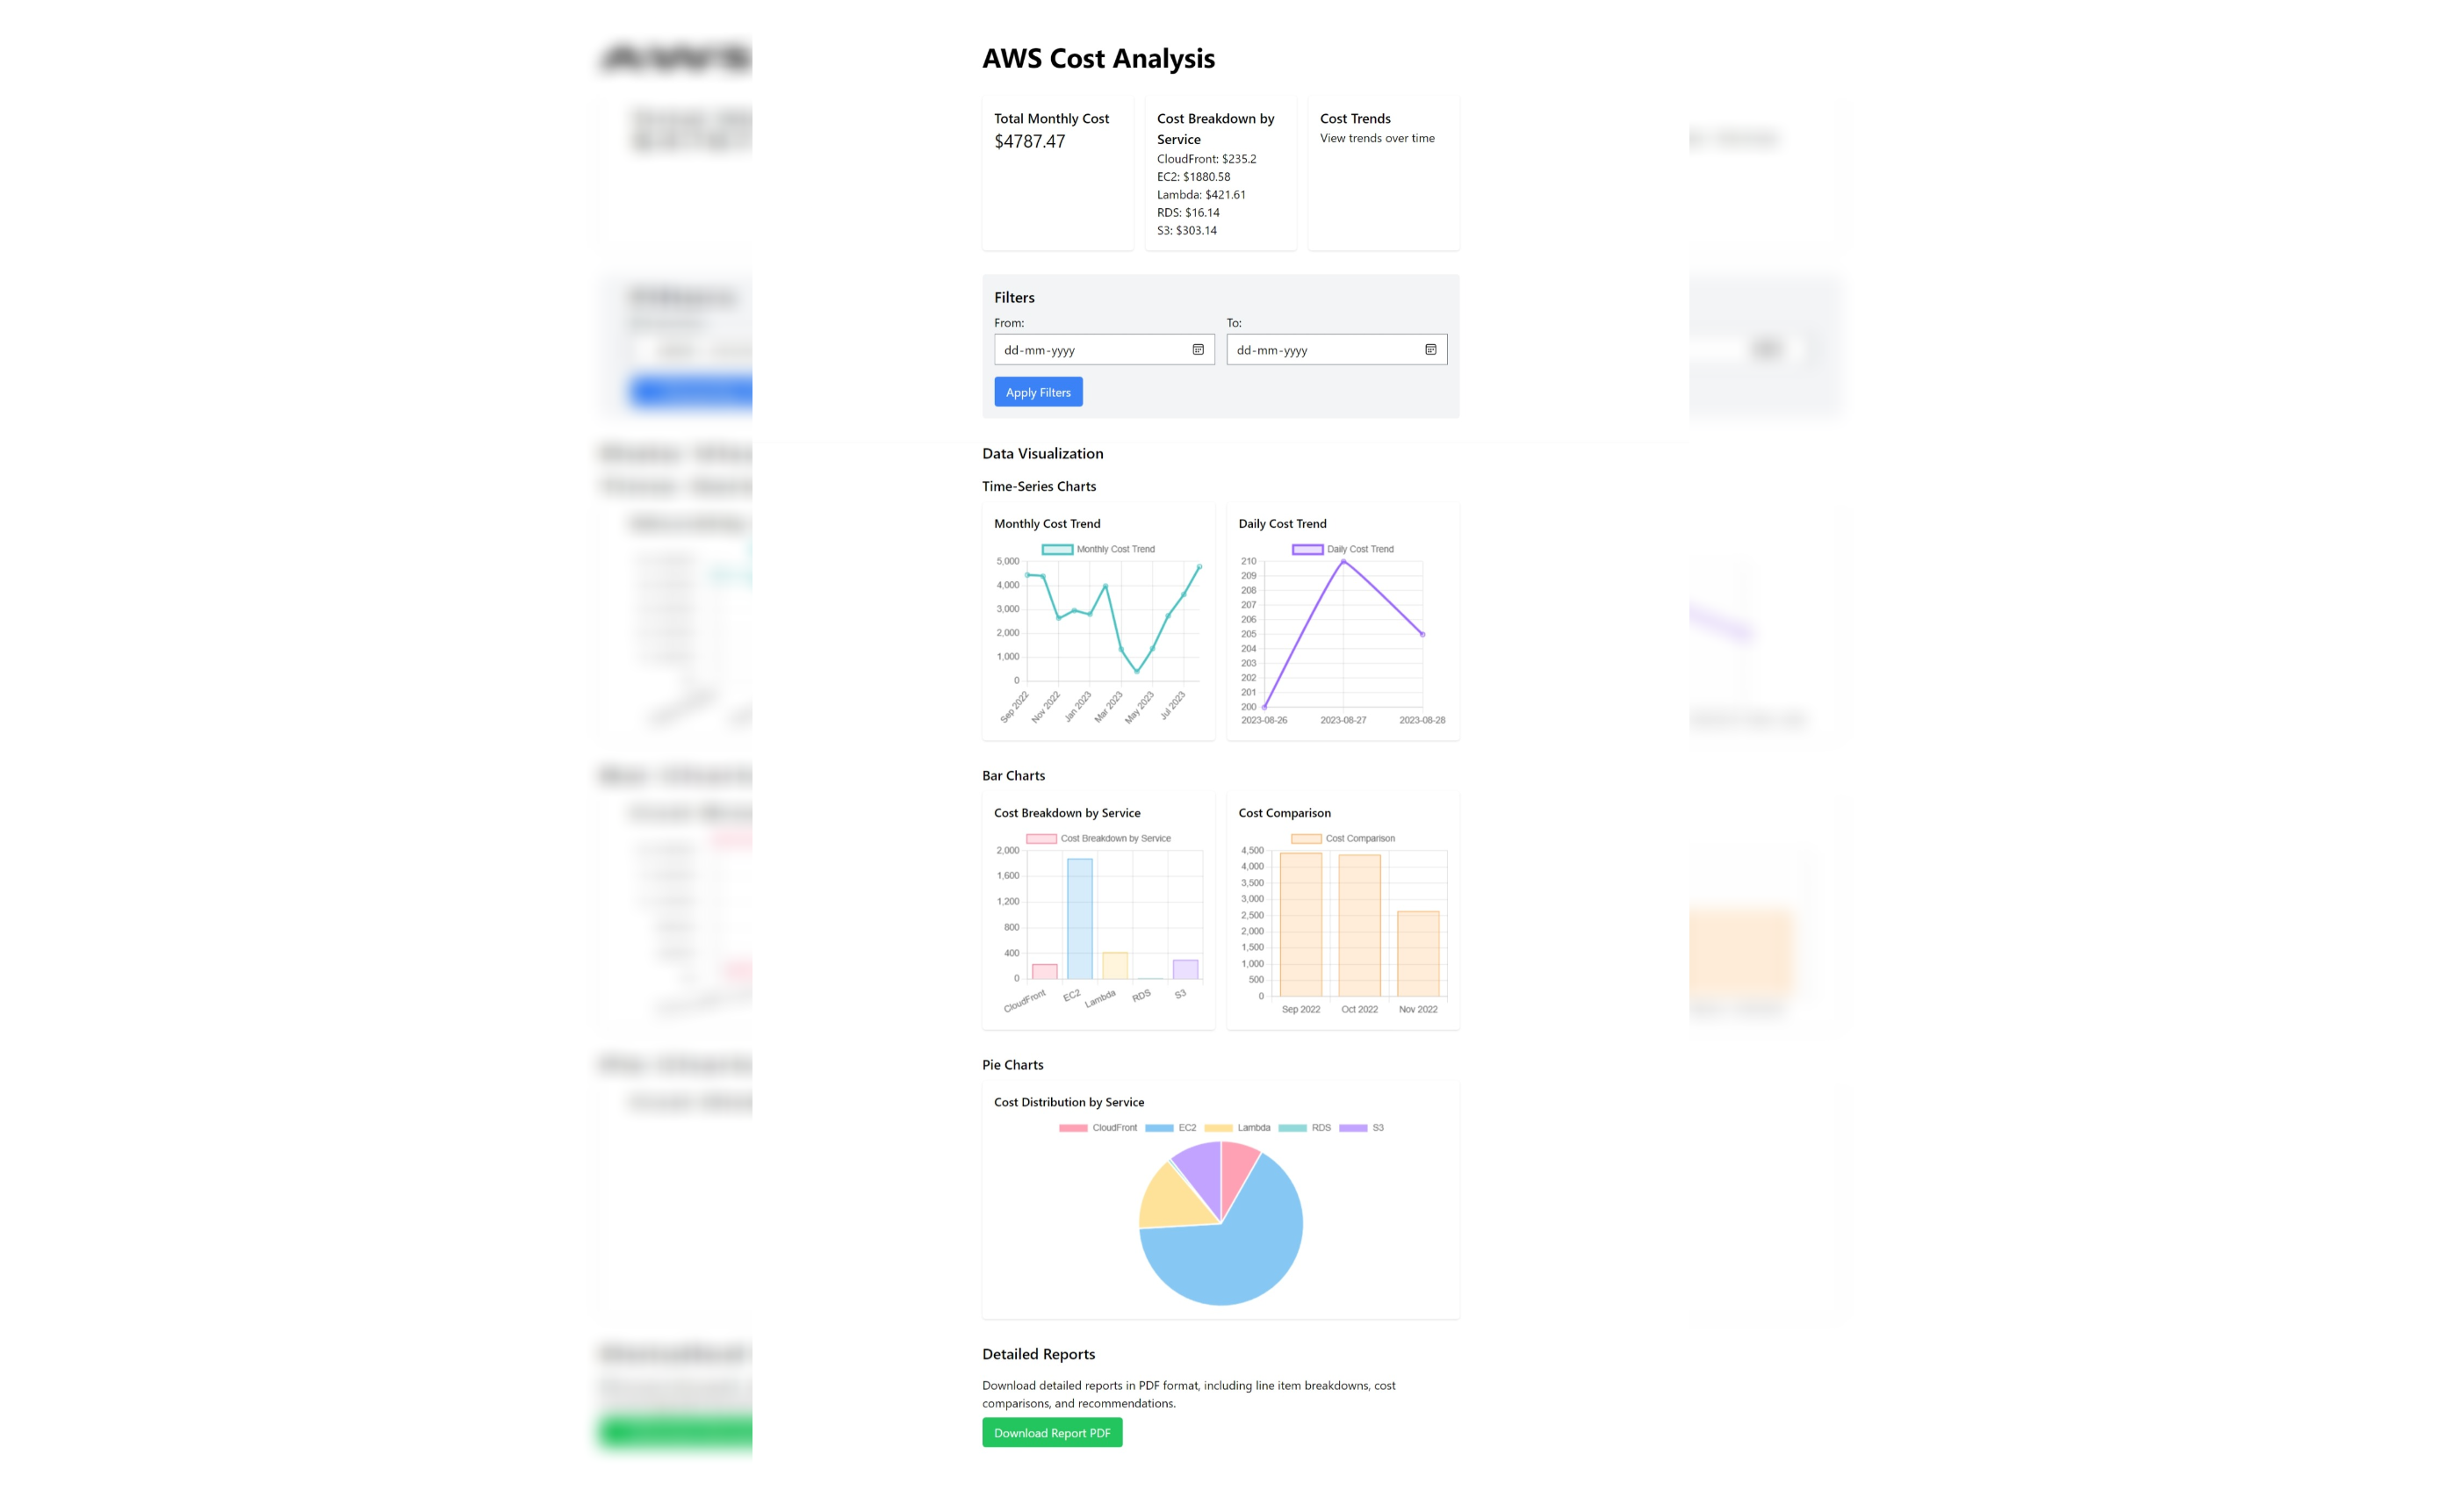 AWS Cost Analysis
Total Monthly Cost
$4787.47
Cost Breakdown by
Service
CloudFront: $235.2
EC2: $1880.58
Lambda: $421.61
RDS: $16.14
S3: $303.14
Cost Trends
View trends over time
Filters
From:
dd-mm-yyyy
To:
dd-mm-yyyy
Apply Filters
Data Visualization
Time-Series Charts
Monthly Cost Trend
Monthly Cost Trend
5,000
4,000
3,000
2,000
1,000
0
Sep 2022
Nov 2022
Jan 2023
Mar 2023
May 2023
Jul 2023
Daily Cost Trend
Daily Cost Trend
210
209
208
207
206
205
204
203
202
201
200
2023-08-26
2023-08-27
2023-08-28
Bar Charts
Cost Breakdown by Service
Cost Breakdown by Service
2,000
1,600
1,200
800
400
0
CloudFront
EC2
Lambda
RDS
S3
Cost Comparison
Cost Comparison
4,500
4,000
3,500
3,000
2,500
2,000
1,500
1,000
500
0
Sep 2022
Oct 2022
Nov 2022
Pie Charts
Cost Distribution by Service
CloudFront
EC2
Lambda
RDS
S3
Detailed Reports
Download detailed reports in PDF format, including line item breakdowns, cost
comparisons, and recommendations.
Download Report PDF